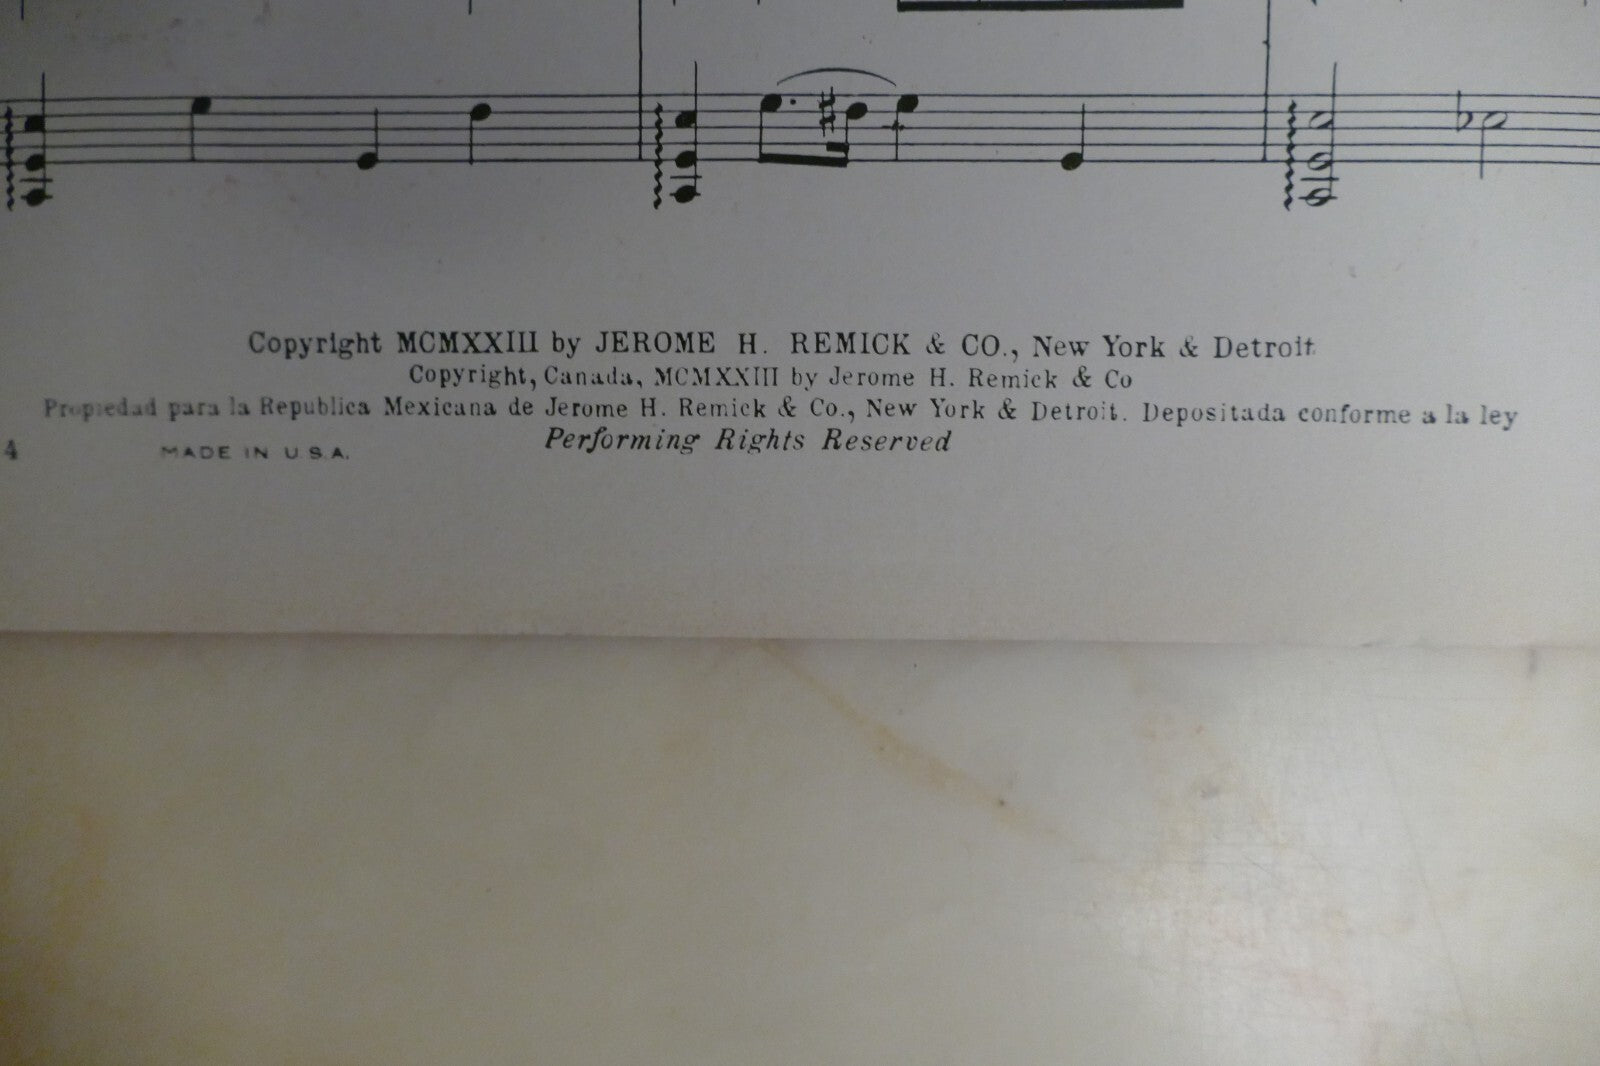 Copyright MCMXXIII by JEROME H. REMICK & CO., New York & Detroit
Copyright, Canada, MCMXXIII by Jerome H. Remick & Co
Propiedad para la Republica Mexicana de Jerome H. Remick & Co., New York & Detroit. Depositada conforme a la ley
Performing Rights Reserved
4 MADE IN U.S.A.